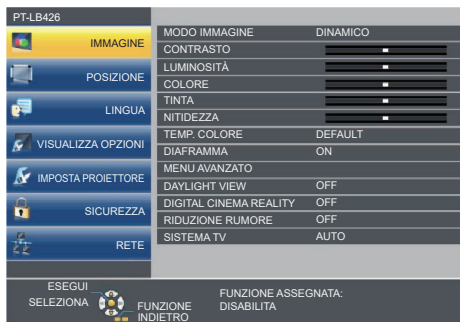 PT-LB426
IMMAGINE
POSIZIONE
LINGUA
VISUALIZZA OPZIONI
IMPOSTA PROIETTORE
SICUREZZA
RETE
MODO IMMAGINE DINAMICO
CONTRASTO
LUMINOSITÀ
COLORE
TINTA
NITIDEZZA
TEMP. COLORE DEFAULT
DIAFRAMMA ON
MENU AVANZATO
DAYLIGHT VIEW OFF
DIGITAL CINEMA REALITY OFF
RIDUZIONE RUMORE OFF
SISTEMA TV AUTO
ESEGUI
SELEZIONA
FUNZIONE
INDIETRO
FUNZIONE ASSEGNATA:
DISABILITA